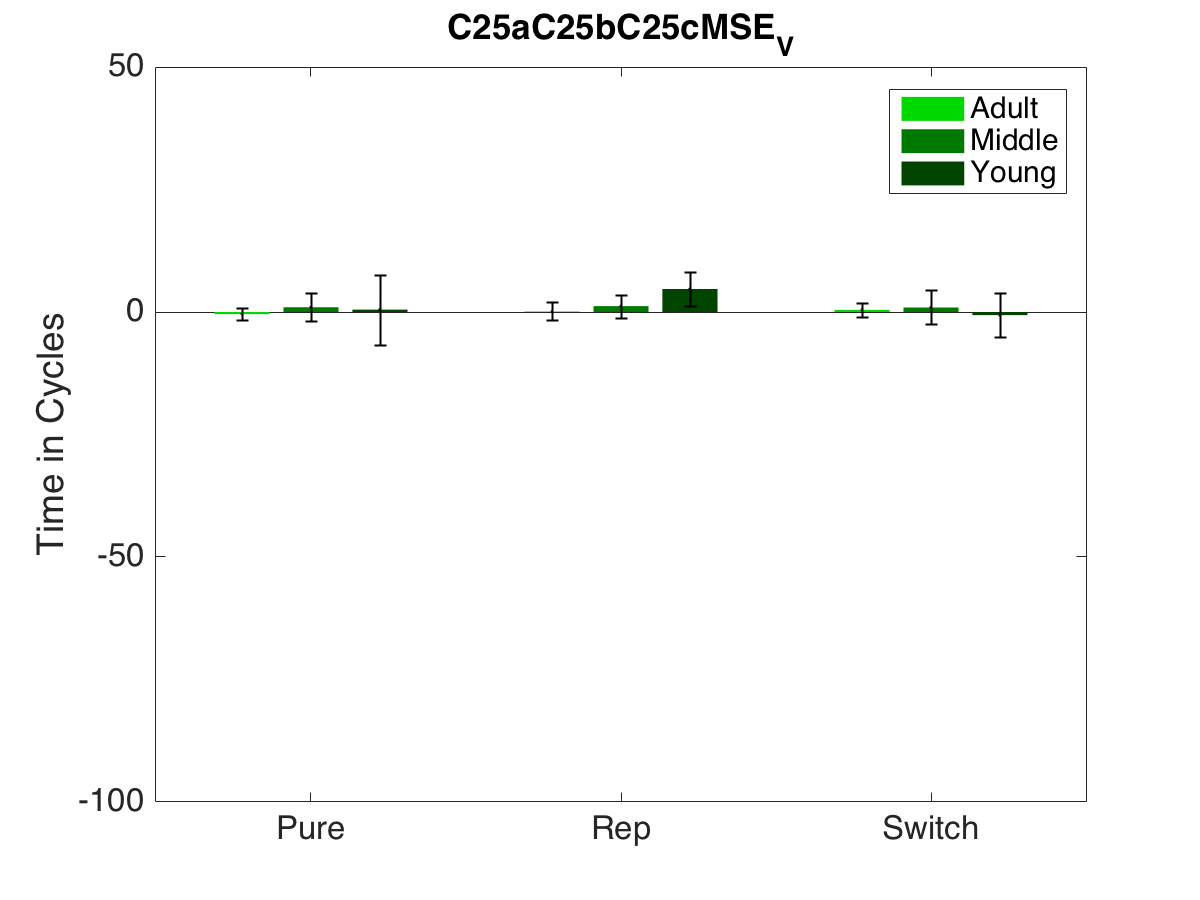 C25aC25bC25cMSE_V
50
0
-50
-100
Time in Cycles
Adult
Middle
Young
Pure Rep Switch